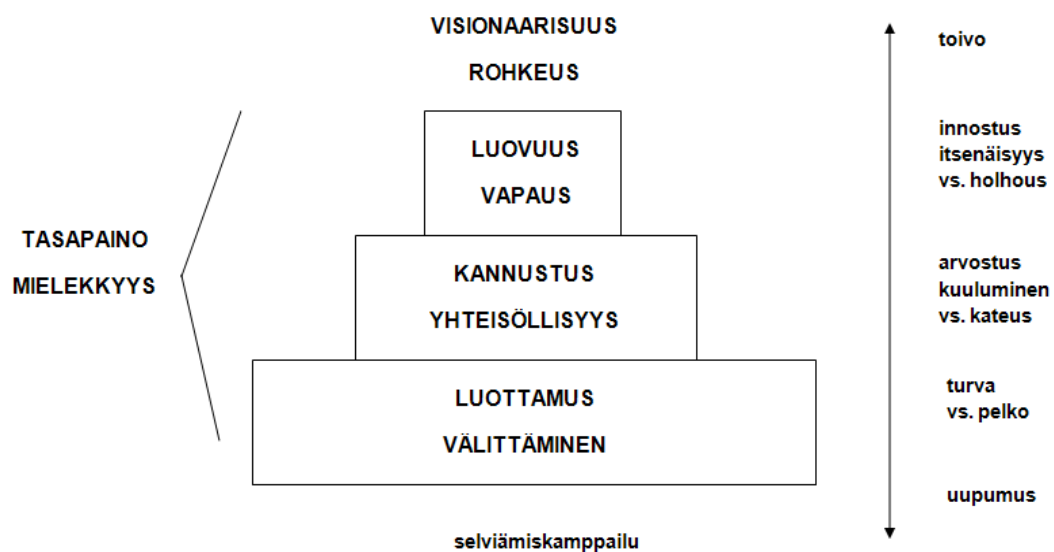 VISIONAARISUUS
ROHKEUS
toivo
LUOVUUS
VAPAUS
innostus
itsenäisyys
vs. holhous
TASAPAINO
MIELEKKYYS
KANNUSTUS
YHTEISÖLLISYYS
arvostus
kuuluminen
vs. kateus
LUOTTAMUS
VÄLITTÄMINEN
turva
vs. pelko
uupumus
selviämiskamppailu